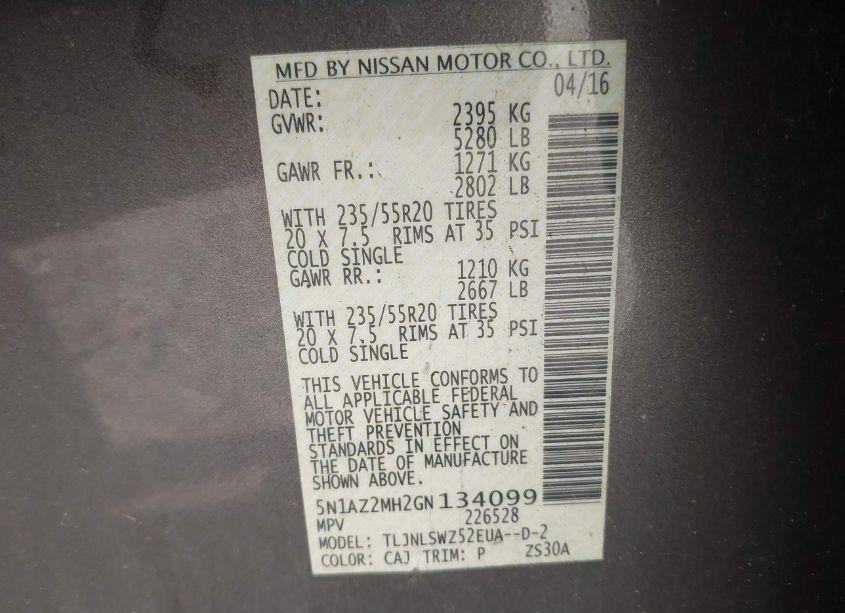 MFD BY NISSAN MOTOR CO., LTD.
DATE: 04/16
GVWR: 2395 KG
5280 LB
GAWR FR.: 1271 KG
2802 LB
WITH 235/55R20 TIRES
20 X 7.5 RIMS AT 35 PSI
COLD SINGLE
GAWR RR.: 1210 KG
2667 LB
WITH 235/55R20 TIRES
20 X 7.5 RIMS AT 35 PSI
COLD SINGLE
THIS VEHICLE CONFORMS TO
ALL APPLICABLE FEDERAL
MOTOR VEHICLE SAFETY AND
THEFT PREVENTION
STANDARDS IN EFFECT ON
THE DATE OF MANUFACTURE
SHOWN ABOVE.
5N1AZ2MH2GN134099
MPV 226528
MODEL: TLJNLSWZ52EUA--D-2
COLOR: CAJ TRIM: P ZS30A